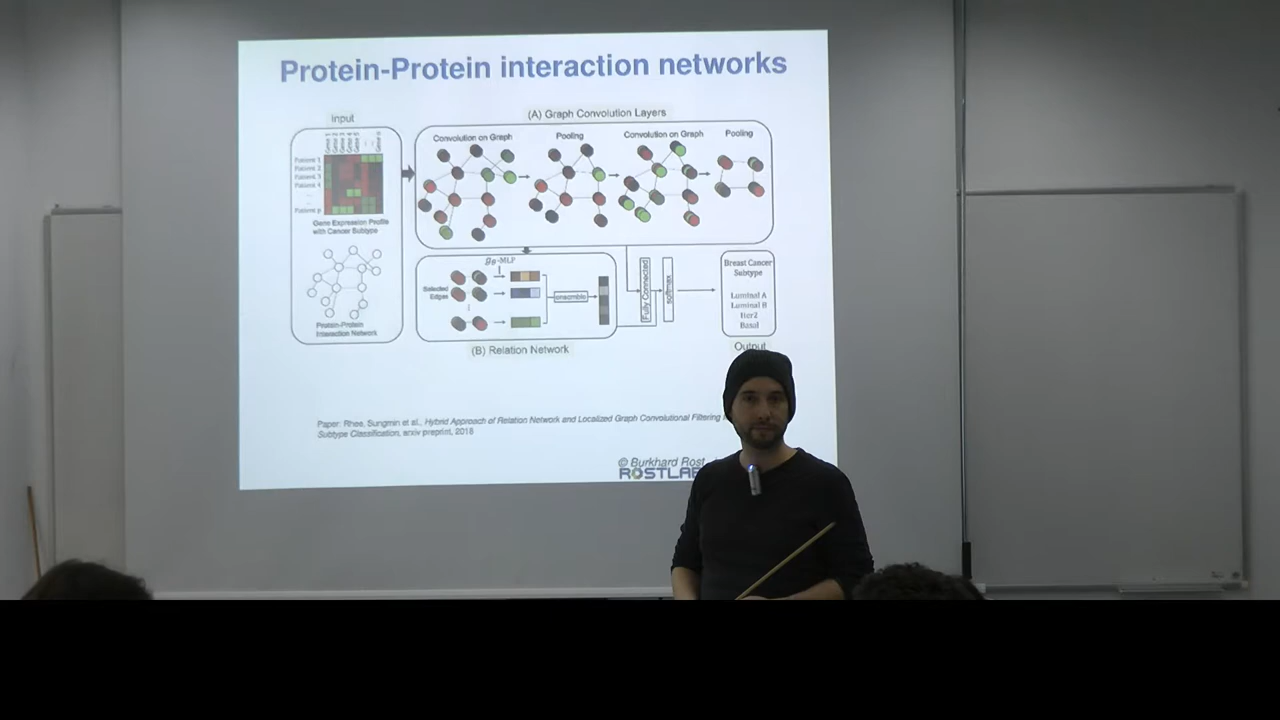 Protein-Protein interaction networks
Input
(A) Graph Convolution Layers
Convolution on Graph
Pooling
Convolution on Graph
Pooling
Patient 1
Patient 2
Patient 3
Patient 4
Patient p
Gene Expression Profile
with Cancer Subtype
Protein-Protein
Interaction Network
Selected
Edges
ensemble
Fully Connected
softmax
(B) Relation Network
Breast Cancer
Subtype
Luminal A
Luminal B
Her2
Basal
Output
Paper: Rhee, Sungmin et al., Hybrid Approach of Relation Network and Localized Graph Convolutional Filtering
Subtype Classification, arxiv preprint, 2018
© Burkhard Rost
ROSTLAB